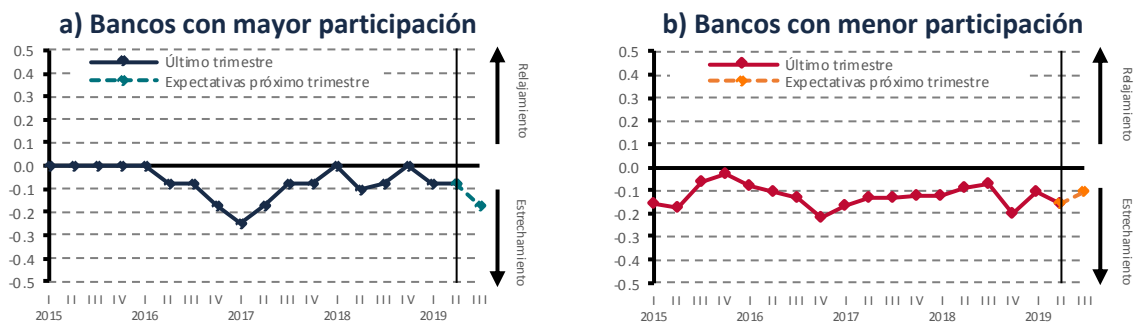 a) Bancos con mayor participación
0.5
0.4
0.3
0.2
0.1
0.0
-0.1
-0.2
-0.3
-0.4
-0.5
Último trimestre
Expectativas próximo trimestre
Relajamiento
Estrechamiento
I II III IV I II III IV I II III IV I II III IV I II III
2015 2016 2017 2018 2019
b) Bancos con menor participación
0.5
0.4
0.3
0.2
0.1
0.0
-0.1
-0.2
-0.3
-0.4
-0.5
Último trimestre
Expectativas próximo trimestre
Relajamiento
Estrechamiento
I II III IV I II III IV I II III IV I II III IV I II III
2015 2016 2017 2018 2019